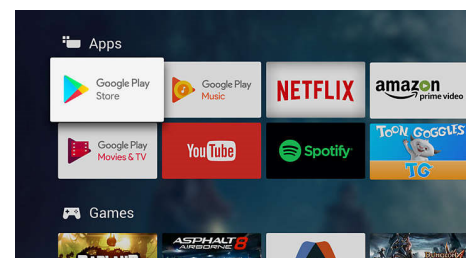 Apps
Google Play
Store
Google Play
Music
NETFLIX
amazon
prime video
Google Play
Movies & TV
YouTube
Spotify
TOON GOGGLES
TG
Games
BADLAND
ASPHALT 8
AIRBORNE